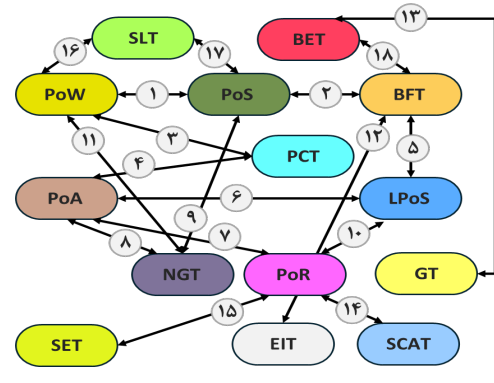 ۱۳
SLT
BET
۱۶
۱۷
۱۸
PoW
۱
PoS
۲
BFT
۱۱
۳
۱۲
۵
PCT
۴
PoA
۶
LPoS
۹
۸
۷
۱۰
NGT
PoR
GT
۱۵
۱۴
SET
EIT
SCAT